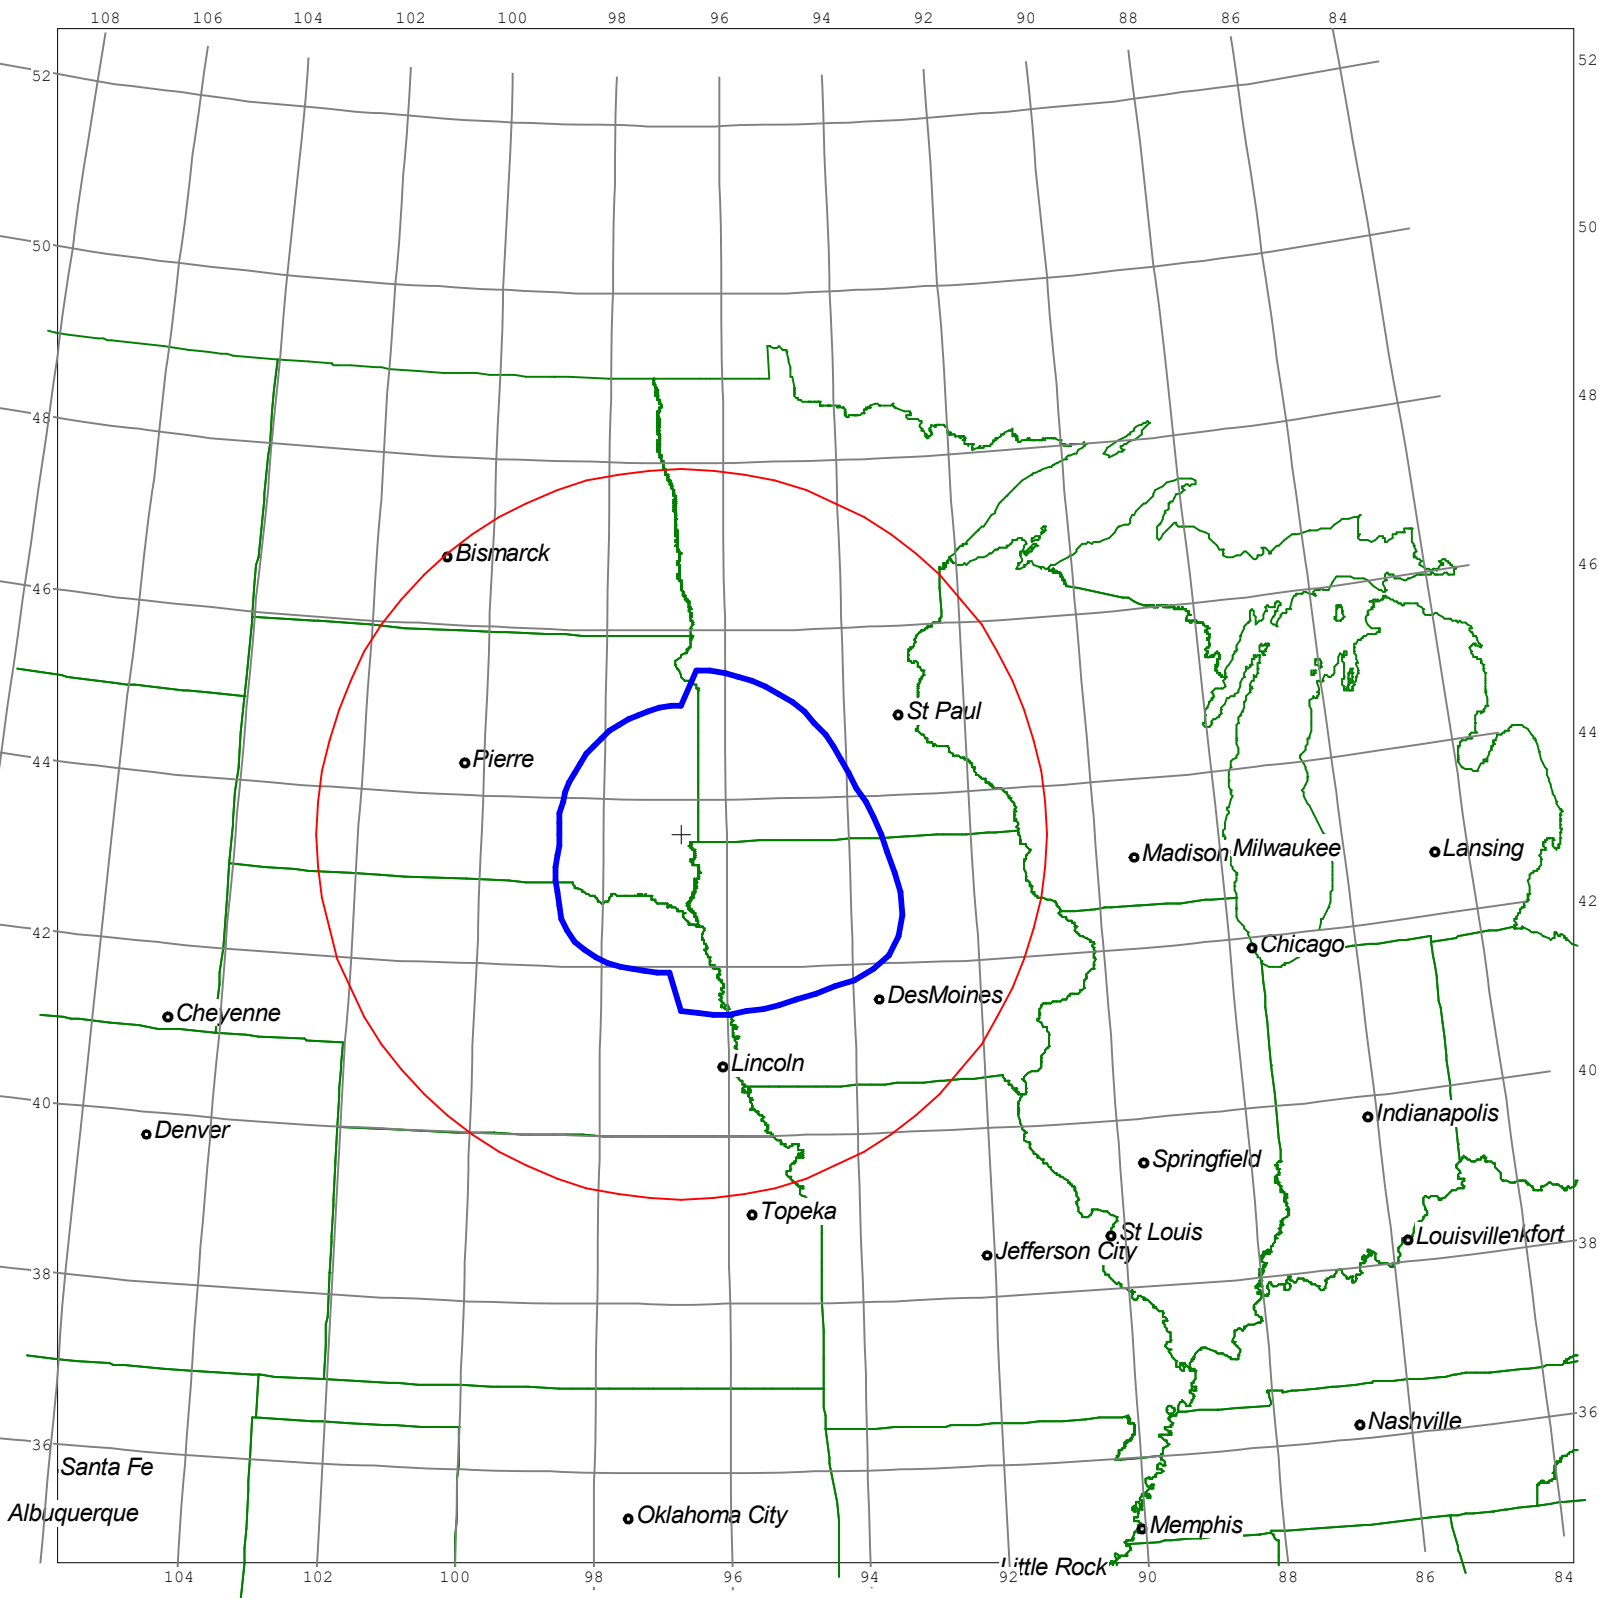 108 106 104 102 100 98 96 94 92 90 88 86 84
52 52
50 50
48 48
Bismarck
46 46
St Paul
Pierre
44 44
Madison Milwaukee Lansing
42 42
Chicago
DesMoines
Cheyenne
Lincoln
40 40
Indianapolis
Denver
Springfield
Topeka
St Louis
Louisville kfort
Jefferson City
38 38
36 36
Nashville
Santa Fe
Albuquerque
Oklahoma City
Memphis
Little Rock
104 102 100 98 96 94 92 90 88 86 84